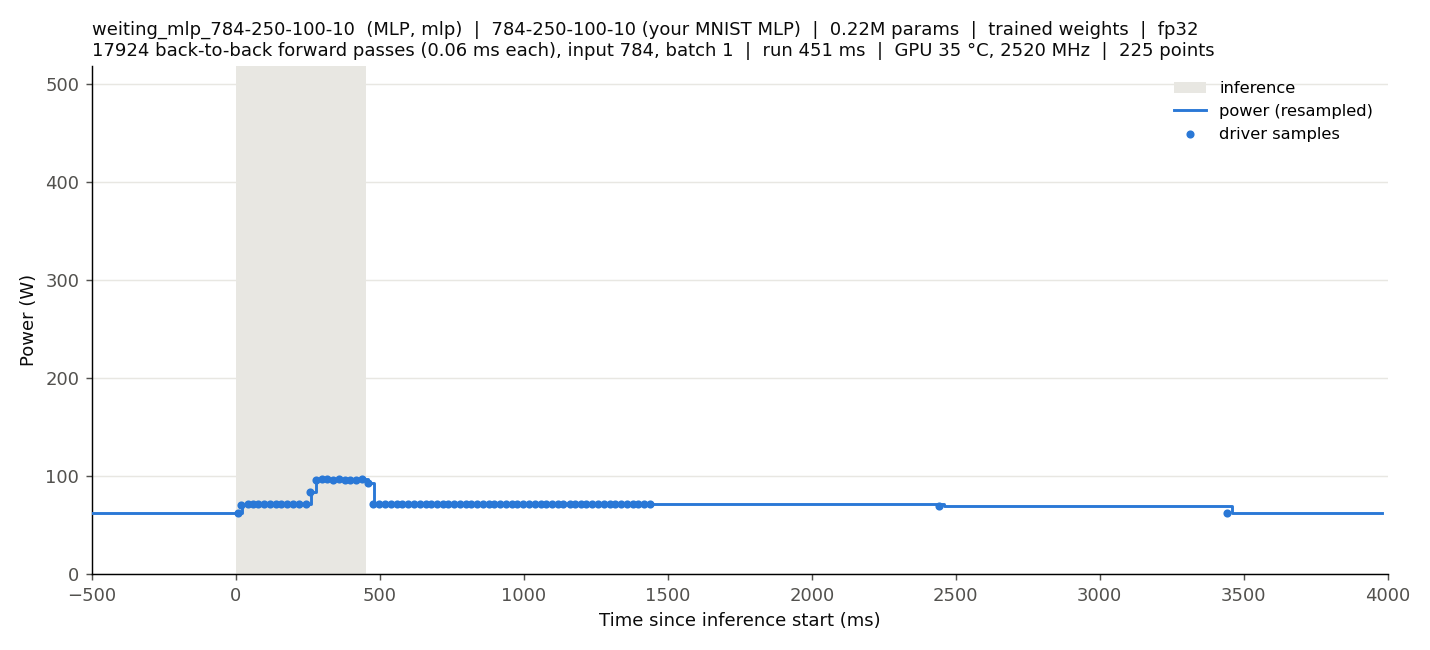 weiting_mlp_784-250-100-10  (MLP, mlp)  |  784-250-100-10 (your MNIST MLP)  |  0.22M params  |  trained weights  |  fp32
17924 back-to-back forward passes (0.06 ms each), input 784, batch 1  |  run 451 ms  |  GPU 35 °C, 2520 MHz  |  225 points
inference
power (resampled)
driver samples
Power (W)
500
400
300
200
100
0
−500
0
500
1000
1500
2000
2500
3000
3500
4000
Time since inference start (ms)